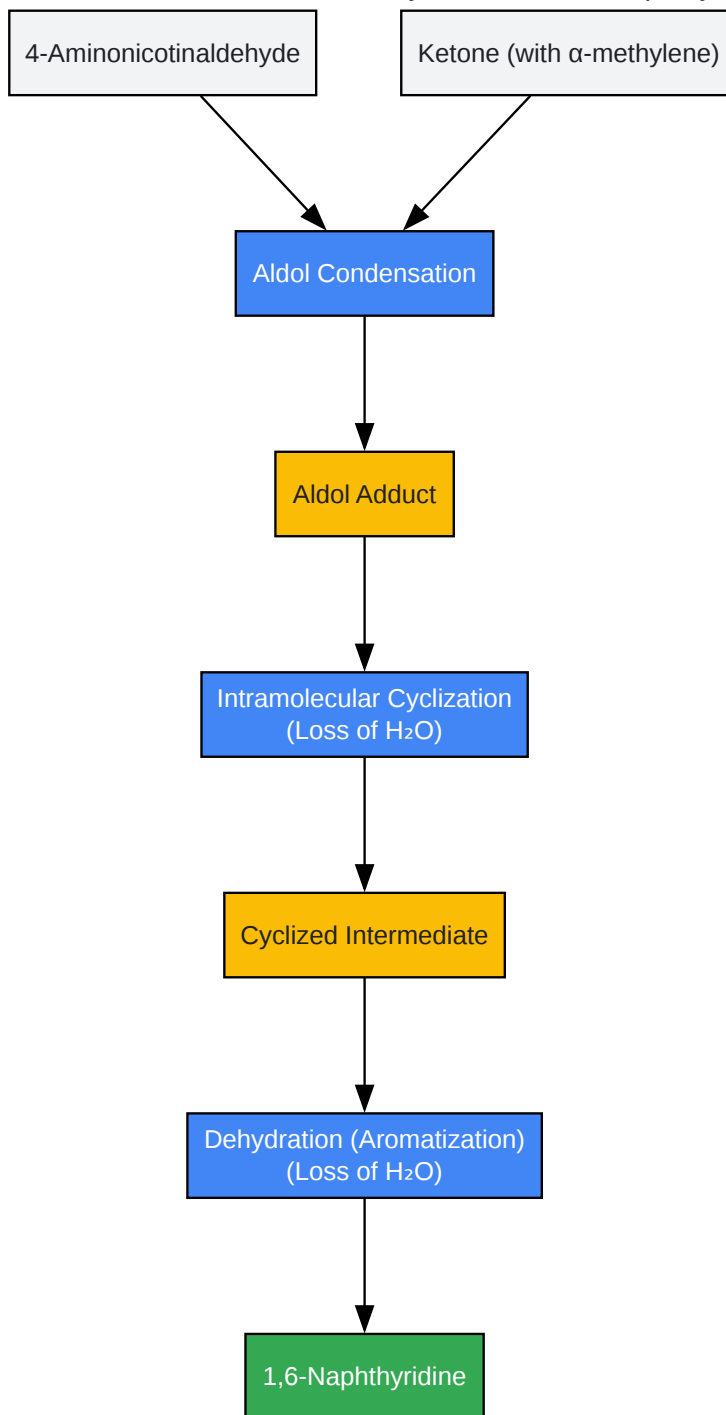 4-Aminonicotinaldehyde
Ketone (with α-methylene)
Aldol Condensation
Aldol Adduct
Intramolecular Cyclization
(Loss of H₂O)
Cyclized Intermediate
Dehydration (Aromatization)
(Loss of H₂O)
1,6-Naphthyridine